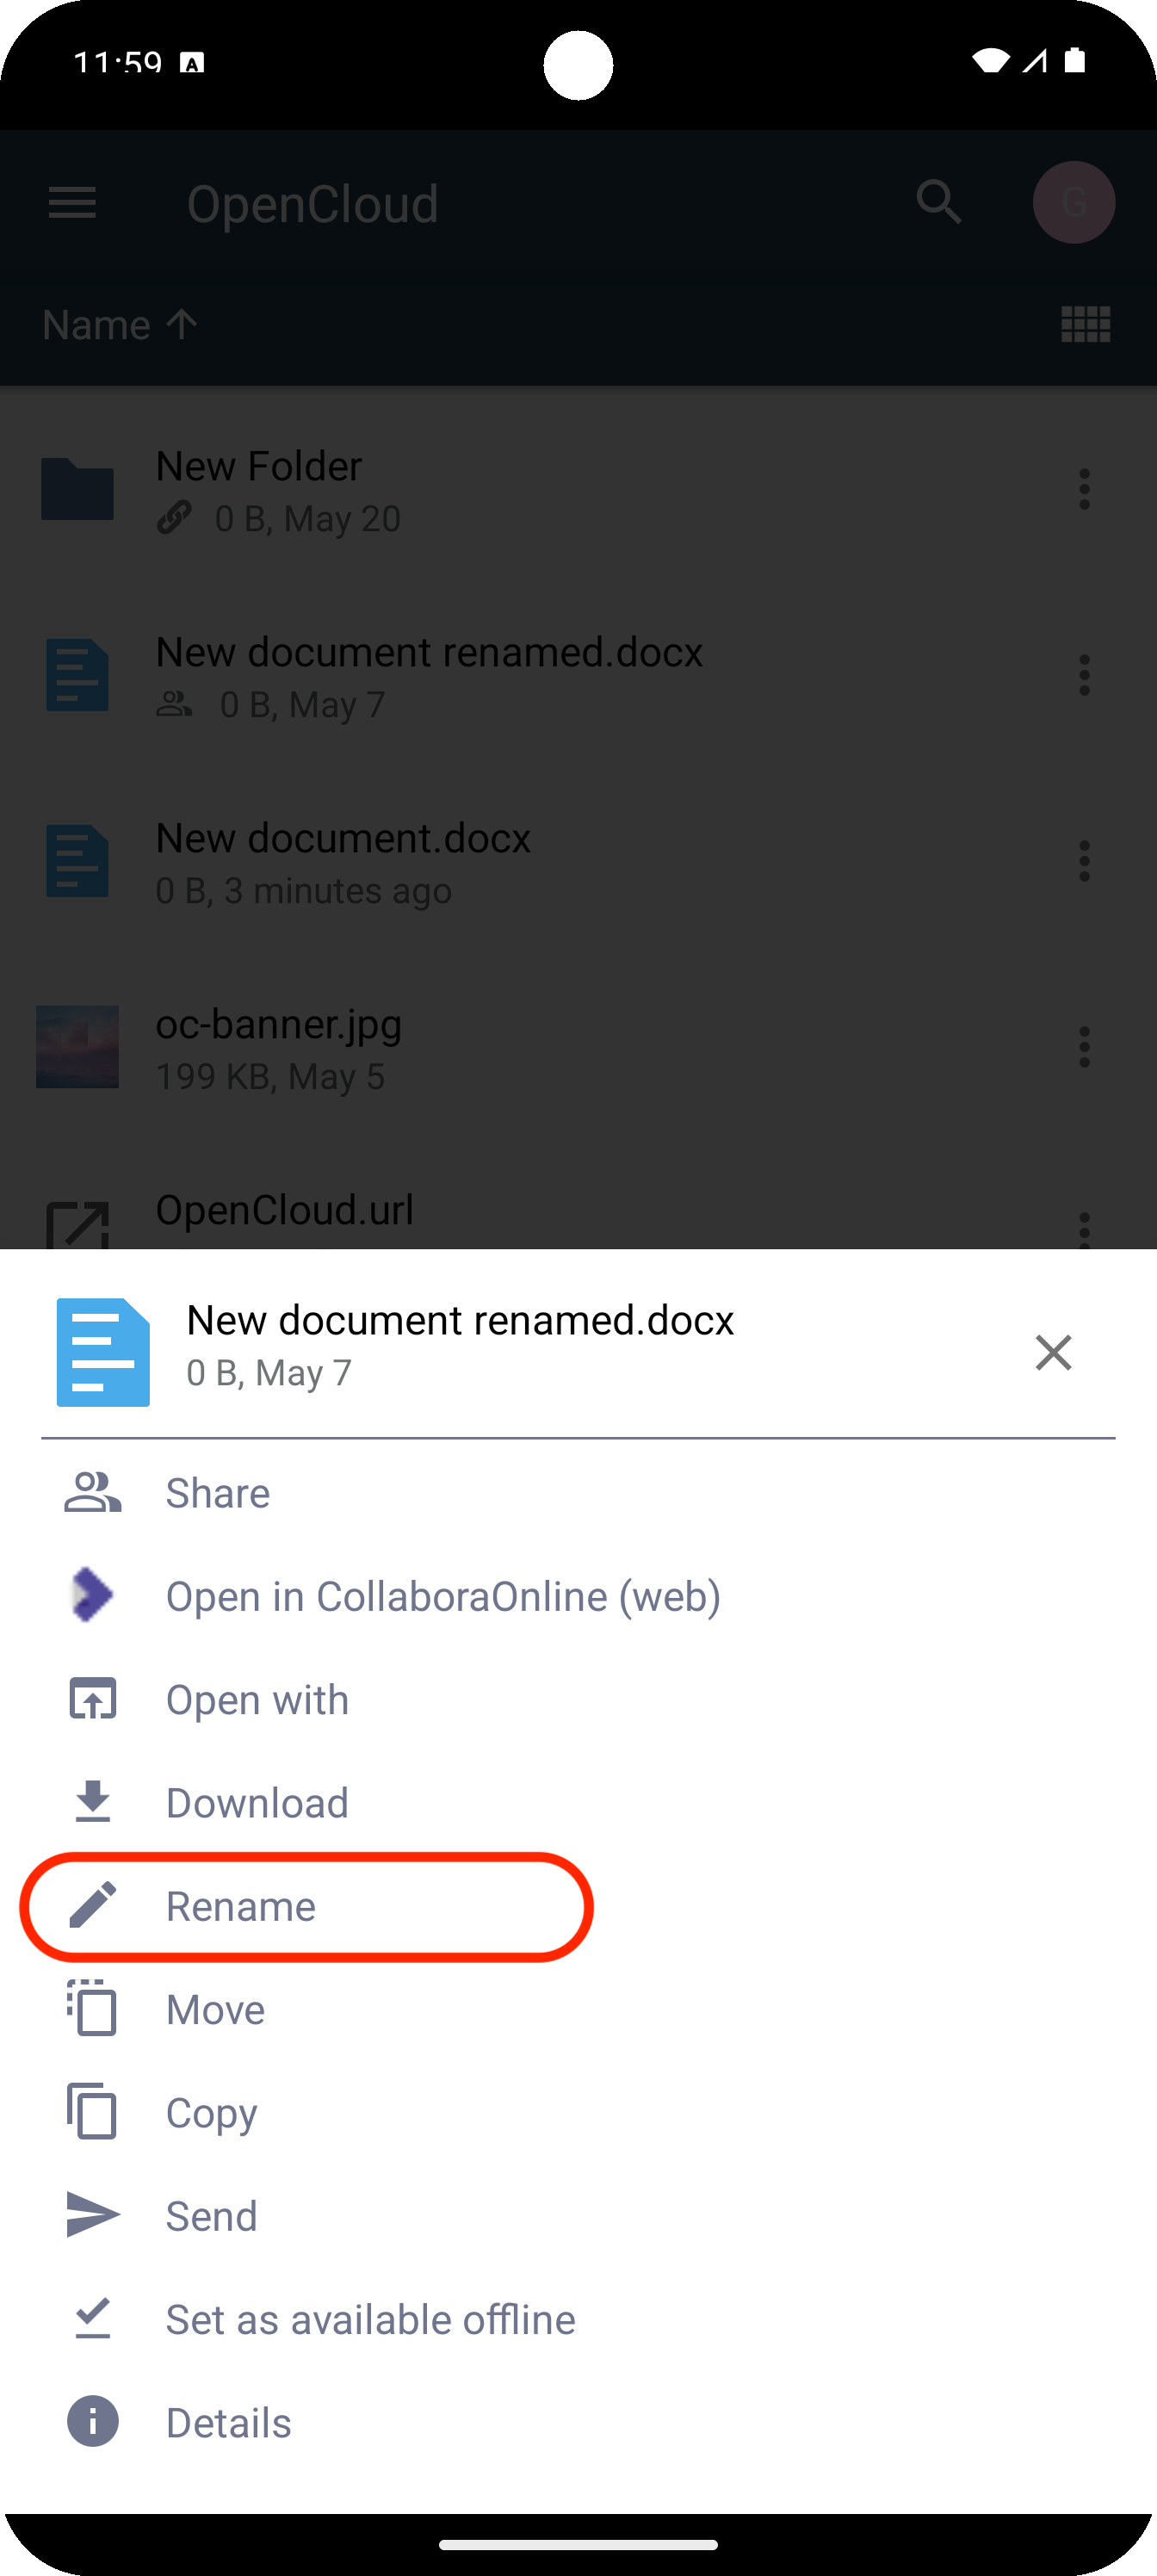 11:59 A
OpenCloud
G
Name
New Folder
0 B, May 20
New document renamed.docx
0 B, May 7
New document.docx
0 B, 3 minutes ago
oc-banner.jpg
199 KB, May 5
OpenCloud.url
New document renamed.docx
0 B, May 7
Share
Open in CollaboraOnline (web)
Open with
Download
Rename
Move
Copy
Send
Set as available offline
Details